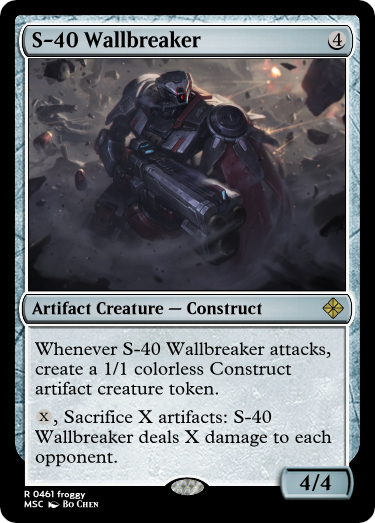 S-40 Wallbreaker 4
Artifact Creature — Construct
Whenever S-40 Wallbreaker attacks,
create a 1/1 colorless Construct
artifact creature token.
X, Sacrifice X artifacts: S-40
Wallbreaker deals X damage to each
opponent.
4/4
R 0461 froggy
MSC Bo Chen